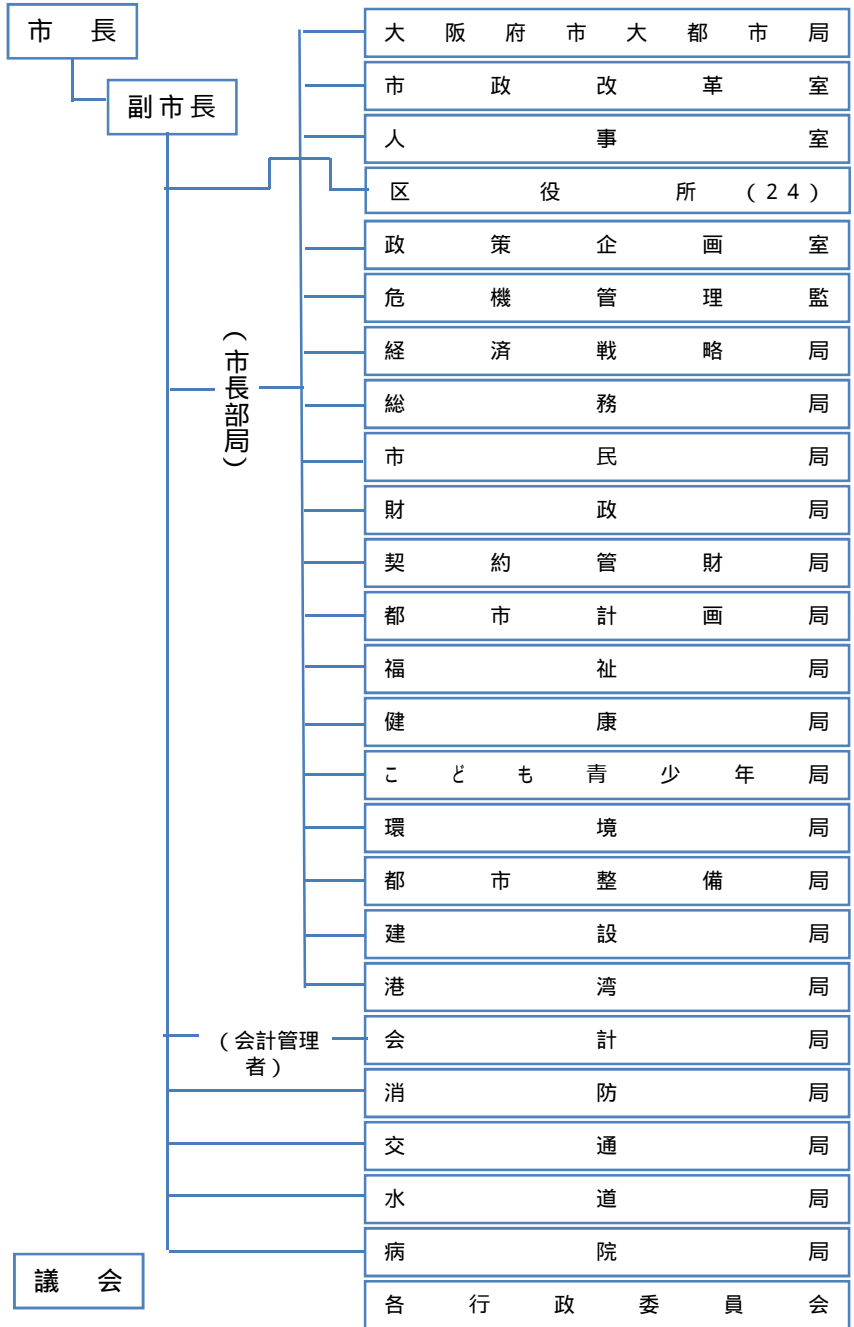 市長
副市長
大阪府市大都市局
市政改革室
人事室
区役所(24)
政策企画室
危機管理監
経済戦略局
(市長部局)
総務局
市民局
財政局
契約管財局
都市計画局
福祉局
健康局
こども青少年局
環境局
都市整備局
建設局
港湾局
(会計管理
者)
会計局
消防局
交通局
水道局
病院局
議会
各行政委員会